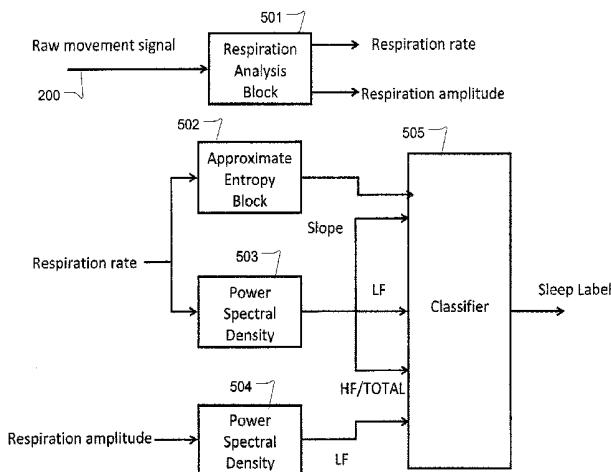 501
Raw movement signal
Respiration
Analysis
Block
Respiration rate
Respiration amplitude
200
502
505
Approximate
Entropy
Block
Slope
Respiration rate
503
Power
Spectral
Density
LF
Classifier
Sleep Label
HF/TOTAL
504
Respiration amplitude
Power
Spectral
Density
LF